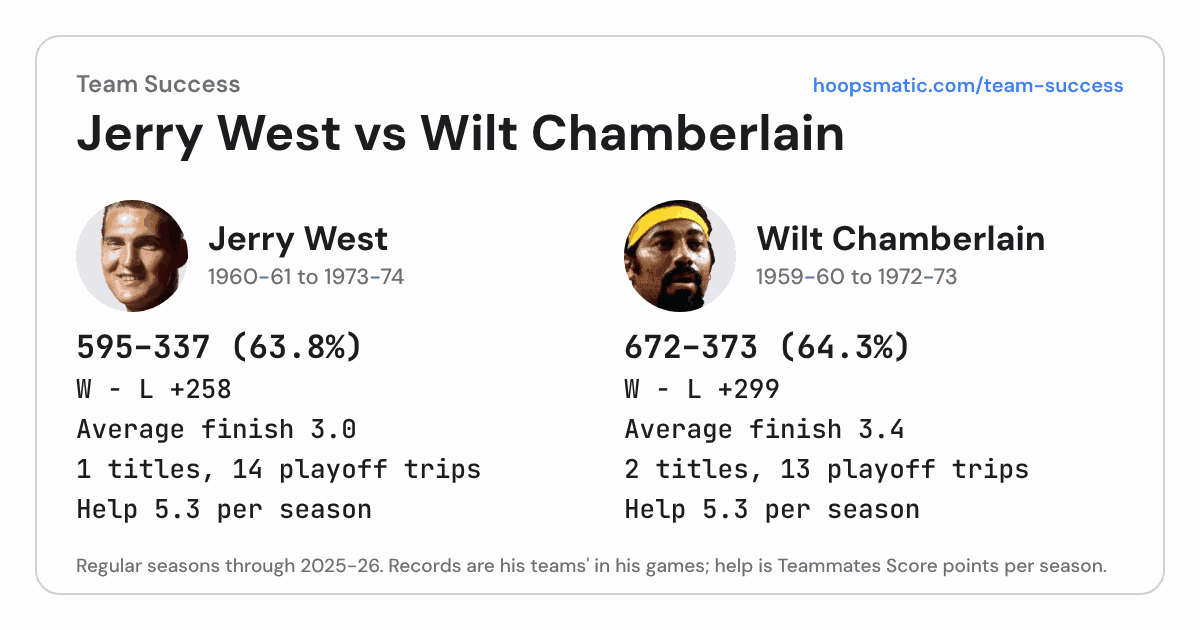 Team Success
hoopsmatic.com/team-success
Jerry West vs Wilt Chamberlain
Jerry West
1960–61 to 1973–74
595–337 (63.8%)
W - L +258
Average finish 3.0
1 titles, 14 playoff trips
Help 5.3 per season
Wilt Chamberlain
1959–60 to 1972–73
672–373 (64.3%)
W - L +299
Average finish 3.4
2 titles, 13 playoff trips
Help 5.3 per season
Regular seasons through 2025-26. Records are his teams' in his games; help is Teammates Score points per season.